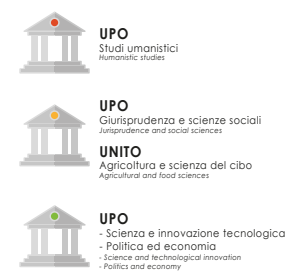 UPO
Studi umanistici
Humanistic studies
UPO
Giurisprudenza e scienze sociali
Jurisprudence and social sciences
UNITO
Agricoltura e scienza del cibo
Agricultural and food sciences
UPO
- Scienza e innovazione tecnologica
- Politica ed economia
- Science and technological innovation
- Politics and economy